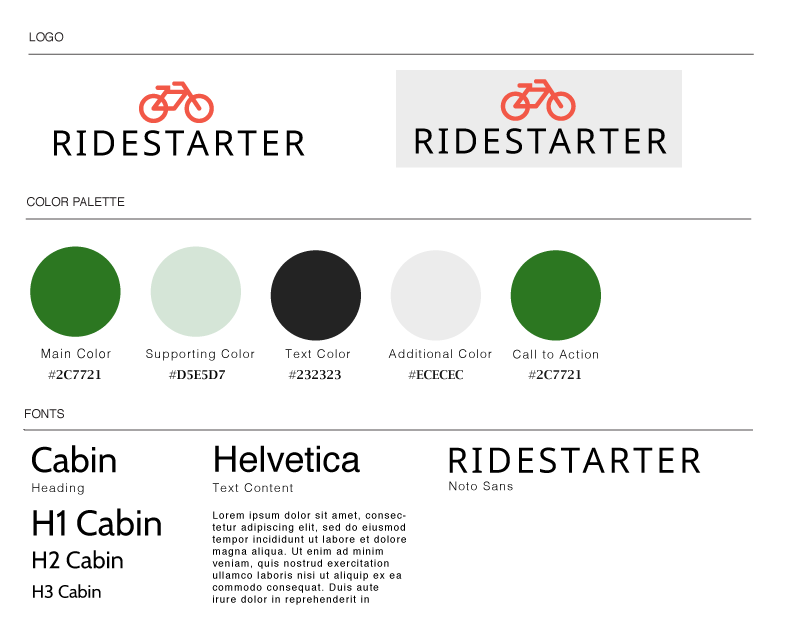 LOGO
RIDESTARTER
RIDESTARTER
COLOR PALETTE
Main Color
Supporting Color
Text Color
Additional Color
Call to Action
#2C7721
#D5E5D7
#232323
#ECECEC
#2C7721
FONTS
Cabin
Heading
H1 Cabin
H2 Cabin
H3 Cabin
Helvetica
Text Content
Lorem ipsum dolor sit amet, consec-
tetur adipiscing elit, sed do eiusmod
tempor incididunt ut labore et dolore
magna aliqua. Ut enim ad minim
veniam, quis nostrud exercitation
ullamco laboris nisi ut aliquip ex ea
commodo consequat. Duis aute
irure dolor in reprehenderit in
RIDESTARTER
Noto Sans